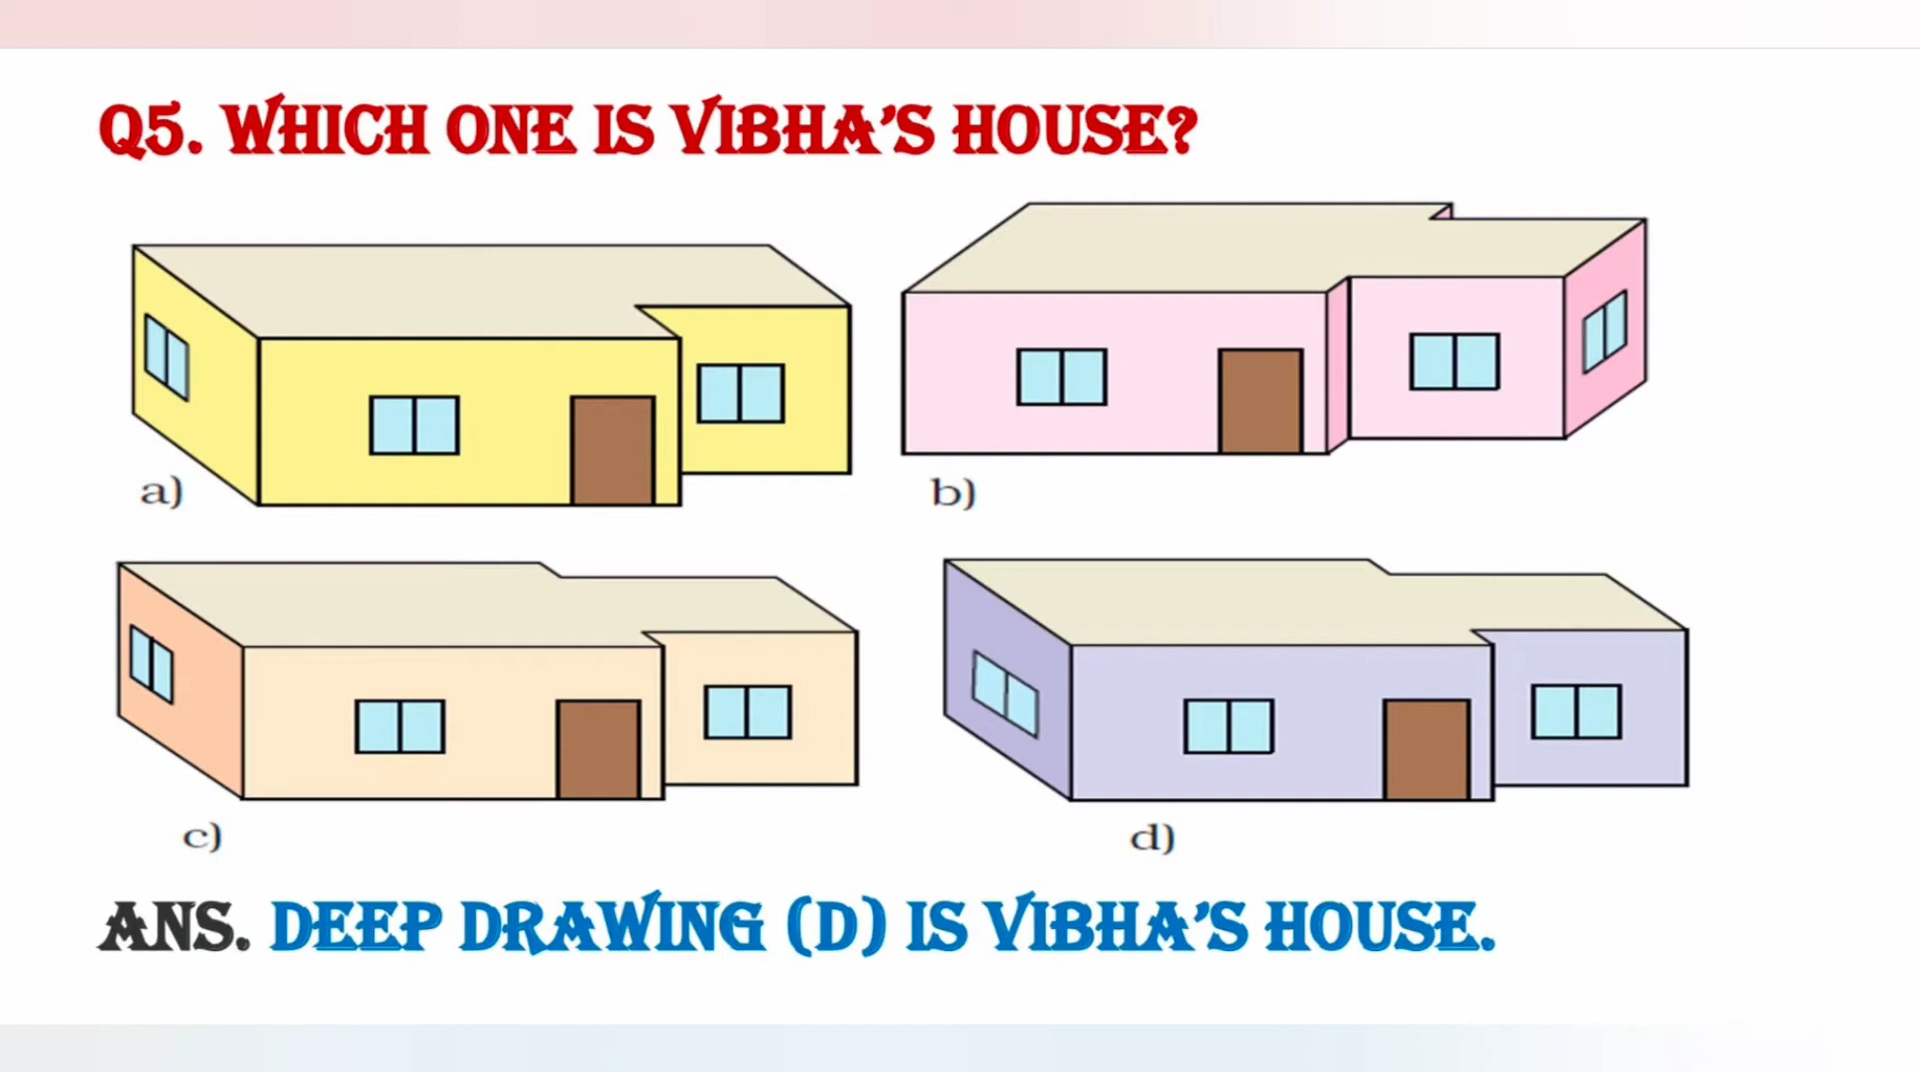 Q5. WHICH ONE IS VIBHA'S HOUSE?
a)
b)
c)
d)
ANS. DEEP DRAWING (D) IS VIBHA'S HOUSE.